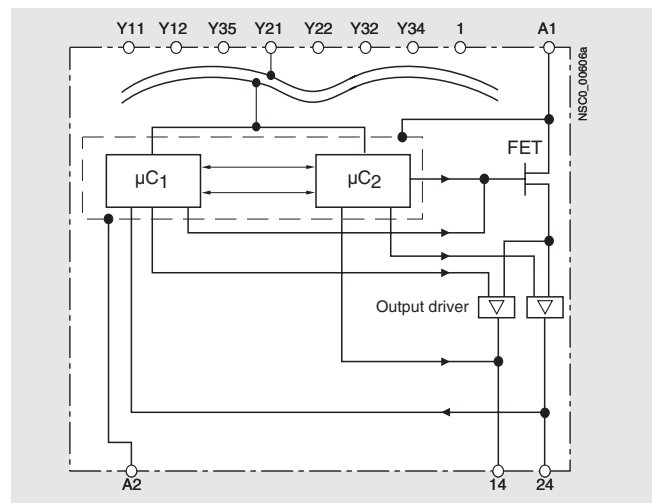 Y11 Y12 Y35 Y21 Y22 Y32 Y34 1 A1
NSC0_00606a
FET
µC1 µC2
Output driver
A2 14 24